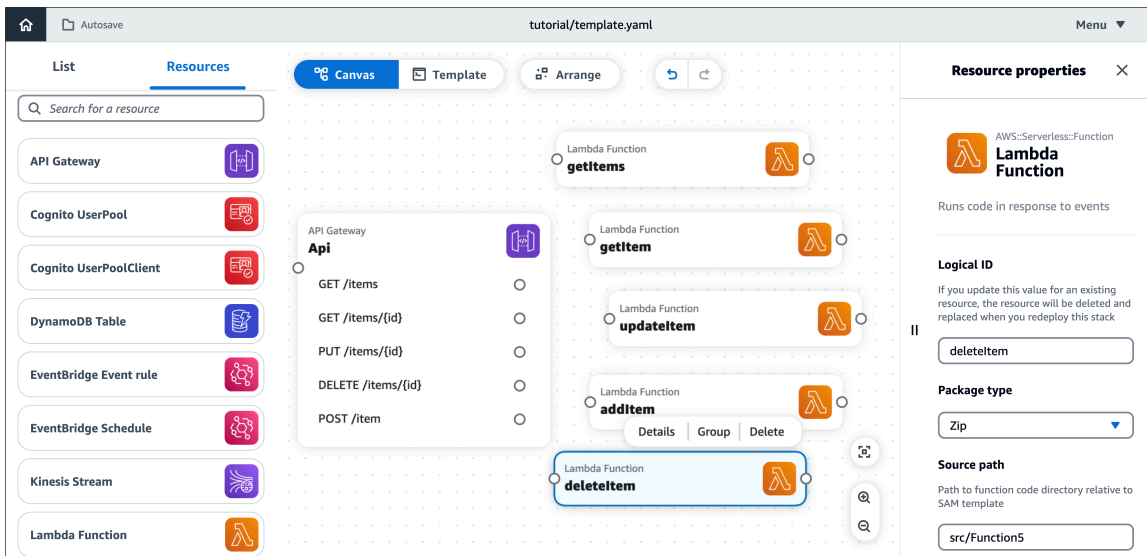 Autosave
tutorial/template.yaml
Menu
List
Resources
Search for a resource
API Gateway
Cognito UserPool
Cognito UserPoolClient
DynamoDB Table
EventBridge Event rule
EventBridge Schedule
Kinesis Stream
Lambda Function
Canvas
Template
Arrange
API Gateway
Api
GET /items
GET /items/{id}
PUT /items/{id}
DELETE /items/{id}
POST /item
Lambda Function
getItems
Lambda Function
getItem
Lambda Function
updateItem
Lambda Function
addItem
Details
Group
Delete
Lambda Function
deleteItem
Resource properties
AWS::Serverless::Function
Lambda
Function
Runs code in response to events
Logical ID
If you update this value for an existing
resource, the resource will be deleted and
replaced when you redeploy this stack
deleteItem
Package type
Zip
Source path
Path to function code directory relative to
SAM template
src/Function5